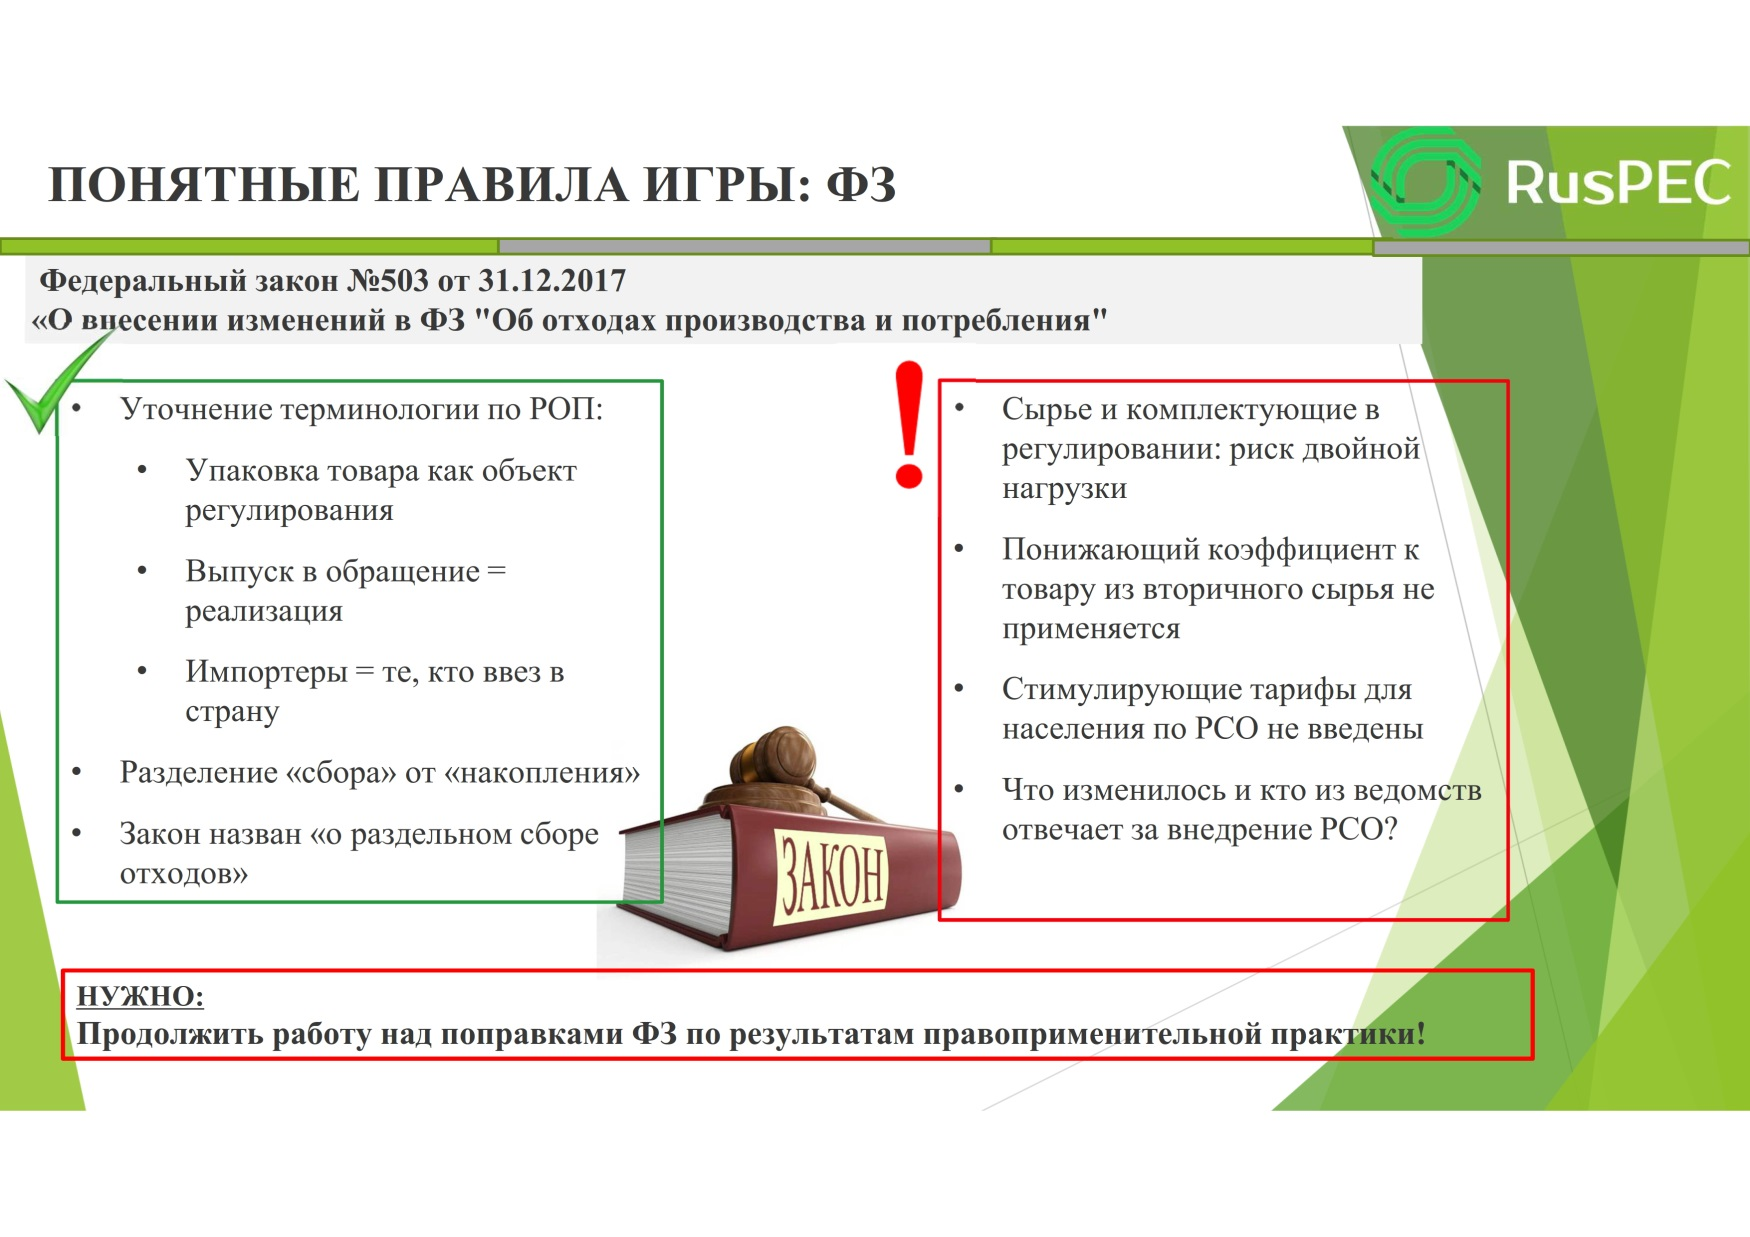 ПОНЯТНЫЕ ПРАВИЛА ИГРЫ: ФЗ
RusPEC
Федеральный закон №503 от 31.12.2017
«О внесении изменений в ФЗ "Об отходах производства и потребления"
• Уточнение терминологии по РОП:
• Упаковка товара как объект
регулирования
• Выпуск в обращение =
реализация
• Импортеры = те, кто ввез в
страну
• Разделение «сбора» от «накопления»
• Закон назван «о раздельном сборе
отходов»
ЗАКОН
• Сырье и комплектующие в
регулировании: риск двойной
нагрузки
• Понижающий коэффициент к
товару из вторичного сырья не
применяется
• Стимулирующие тарифы для
населения по РСО не введены
• Что изменилось и кто из ведомств
отвечает за внедрение РСО?
НУЖНО:
Продолжить работу над поправками ФЗ по результатам правоприменительной практики!